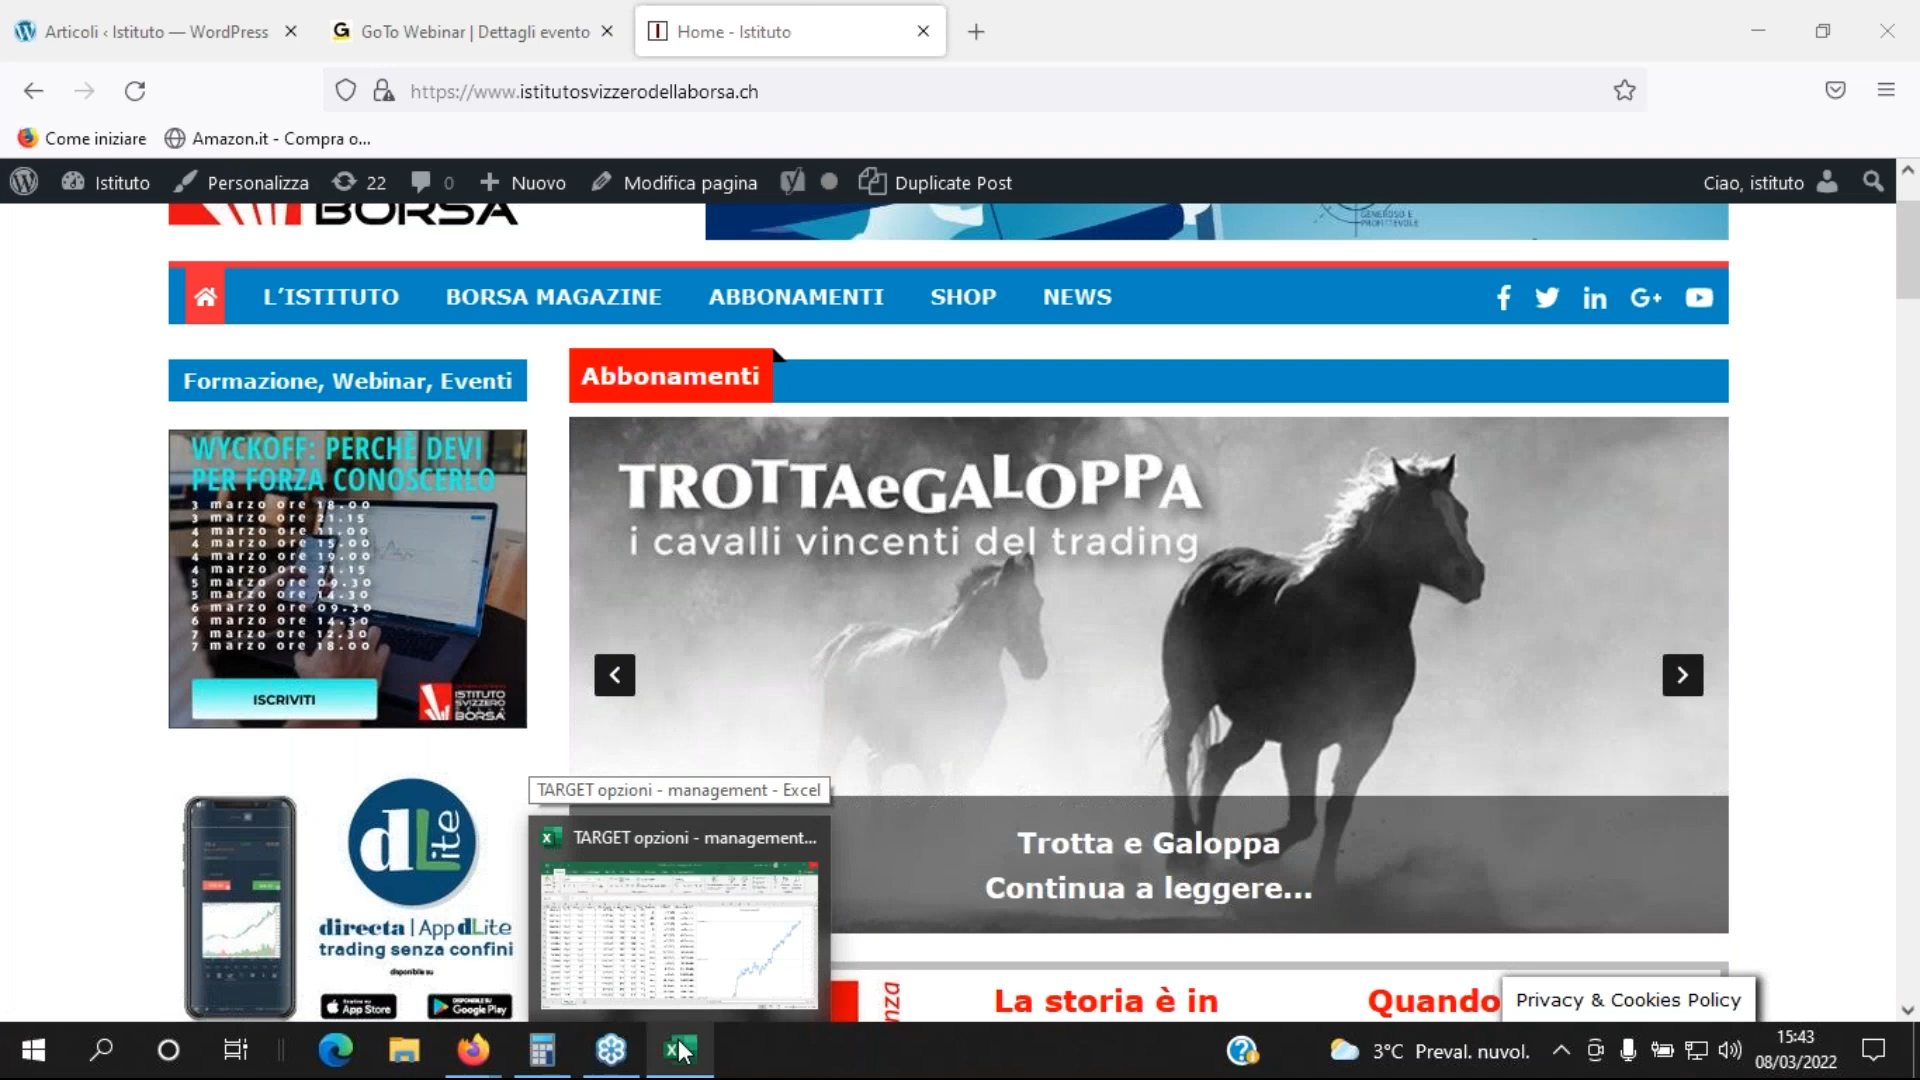 Articoli ‹ Istituto — WordPress
GoTo Webinar | Dettagli evento
Home - Istituto
https://www.istitutosvizzerodellaborsa.ch
Come iniziare
Amazon.it - Compra o...
Istituto
Personalizza
22
0
Nuovo
Modifica pagina
Duplicate Post
Ciao, istituto
BORSA
GENEROSO E
PROFITTEVOLE
L'ISTITUTO
BORSA MAGAZINE
ABBONAMENTI
SHOP
NEWS
Formazione, Webinar, Eventi
Abbonamenti
WYCKOFF: PERCHÈ DEVI
PER FORZA CONOSCERLO
3 marzo ore 18.00
3 marzo ore 21.15
4 marzo ore 11.00
4 marzo ore 15.00
4 marzo ore 19.00
4 marzo ore 21.15
5 marzo ore 09.30
5 marzo ore 14.30
6 marzo ore 09.30
6 marzo ore 14.30
7 marzo ore 12.30
7 marzo ore 18.00
ISCRIVITI
ISTITUTO
SVIZZERO
BORSA
TROTTAeGALOPPA
i cavalli vincenti del trading
Trotta e Galoppa
Continua a leggere...
dLite
directa | App dLite
trading senza confini
disponibile su
App Store
Google Play
TARGET opzioni - management - Excel
TARGET opzioni - management...
nza
La storia è in
Quando
Privacy & Cookies Policy
3°C Preval. nuvol.
15:43
08/03/2022